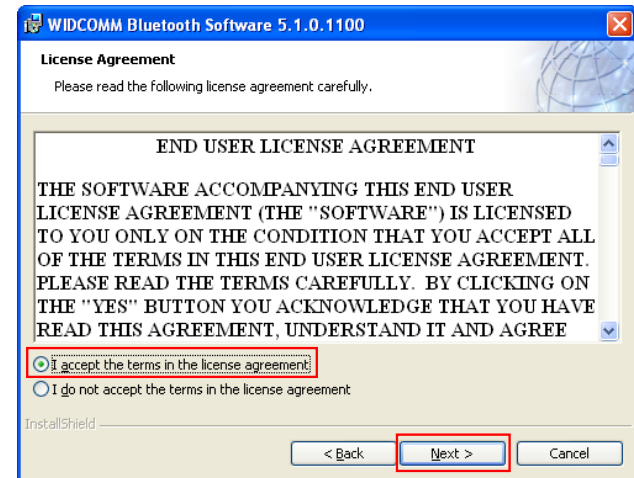 WIDCOMM Bluetooth Software 5.1.0.1100
License Agreement
Please read the following license agreement carefully.
END USER LICENSE AGREEMENT
THE SOFTWARE ACCOMPANYING THIS END USER
LICENSE AGREEMENT (THE "SOFTWARE") IS LICENSED
TO YOU ONLY ON THE CONDITION THAT YOU ACCEPT ALL
OF THE TERMS IN THIS END USER LICENSE AGREEMENT.
PLEASE READ THE TERMS CAREFULLY. BY CLICKING ON
THE "YES" BUTTON YOU ACKNOWLEDGE THAT YOU HAVE
READ THIS AGREEMENT, UNDERSTAND IT AND AGREE
I accept the terms in the license agreement
I do not accept the terms in the license agreement
InstallShield
< Back Next > Cancel